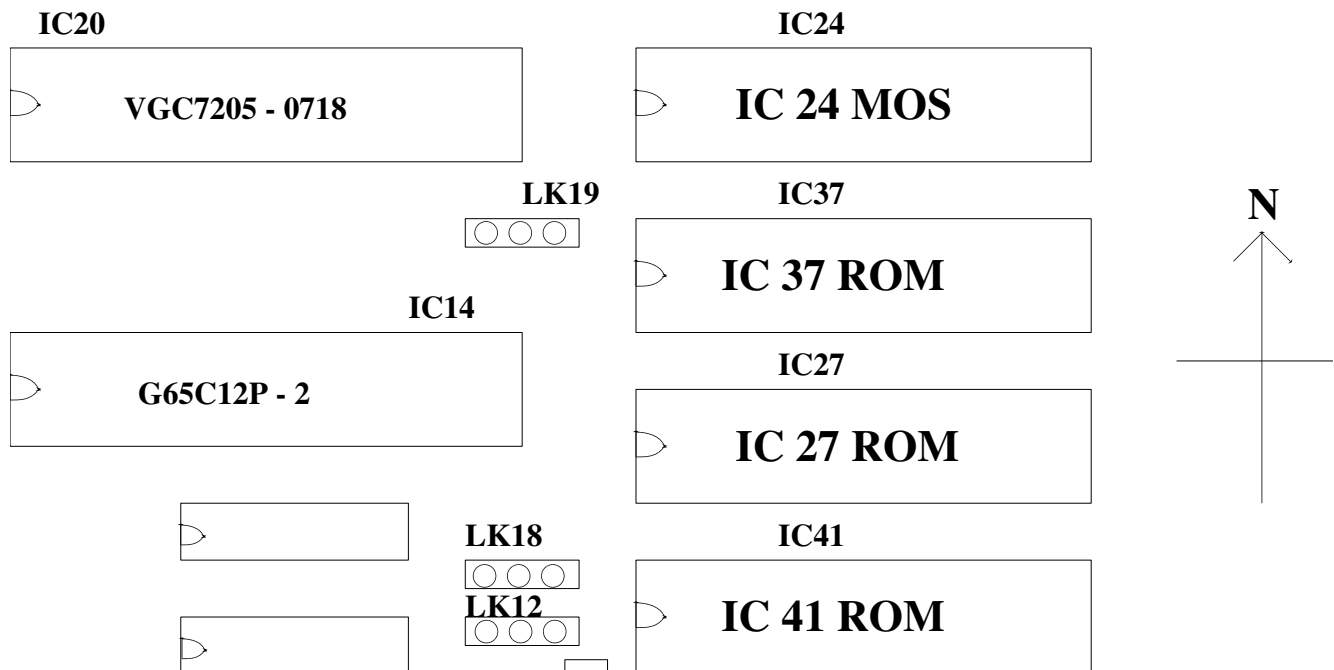 IC20
IC24
VGC7205 - 0718
IC 24 MOS
LK19
IC37
N
IC 37 ROM
IC14
IC27
G65C12P - 2
IC 27 ROM
LK18
IC41
LK12
IC 41 ROM